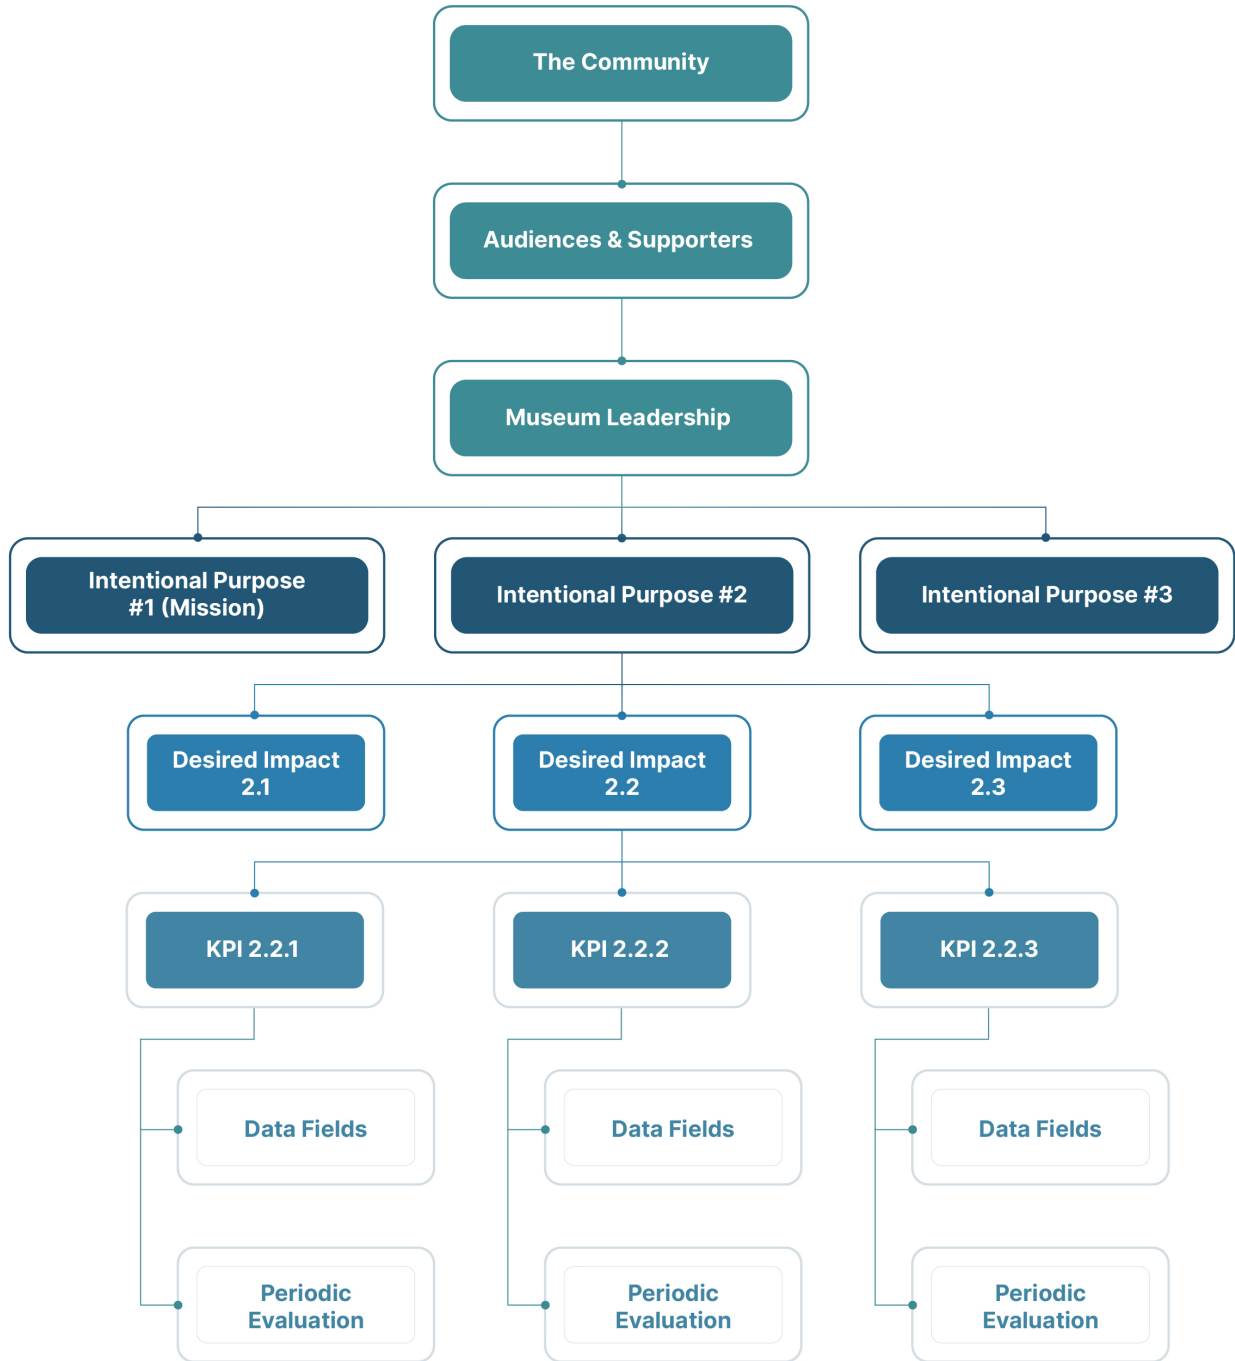 The Community
Audiences & Supporters
Museum Leadership
Intentional Purpose
#1 (Mission)
Intentional Purpose #2
Intentional Purpose #3
Desired Impact
2.1
Desired Impact
2.2
Desired Impact
2.3
KPI 2.2.1
KPI 2.2.2
KPI 2.2.3
Data Fields
Data Fields
Data Fields
Periodic
Evaluation
Periodic
Evaluation
Periodic
Evaluation